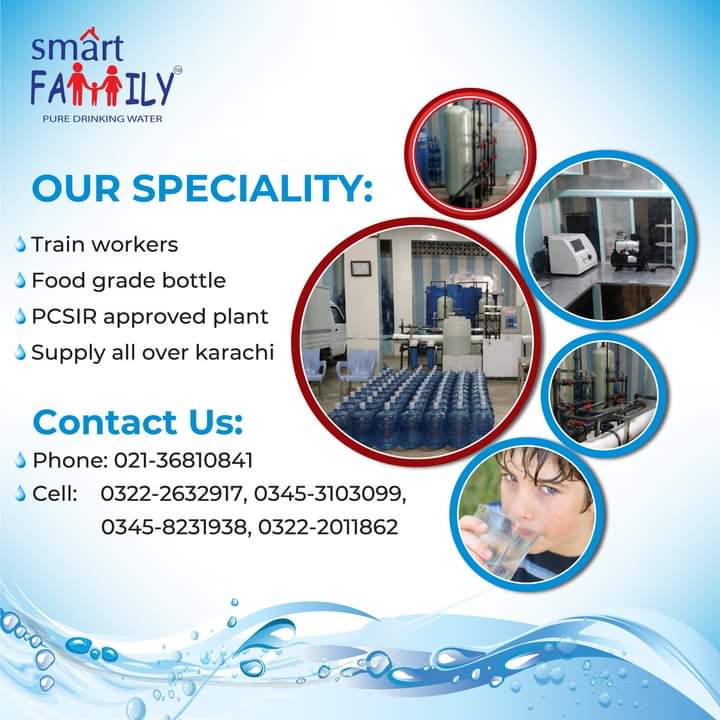 smart
FAMILY™
PURE DRINKING WATER
OUR SPECIALITY:
Train workers
Food grade bottle
PCSIR approved plant
Supply all over karachi
Contact Us:
Phone: 021-36810841
Cell: 0322-2632917, 0345-3103099,
0345-8231938, 0322-2011862